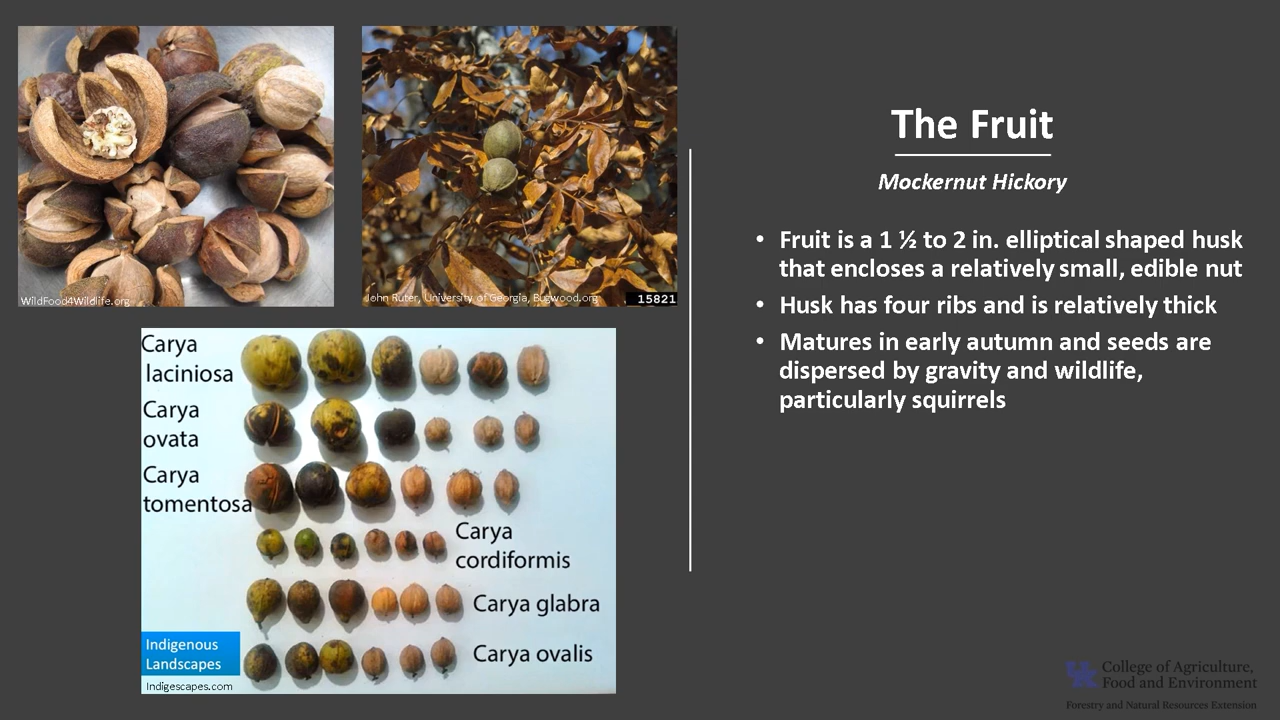 WildFood4Wildlife.org
John Ruter, University of Georgia, Bugwood.org
15821
Carya
laciniosa
Carya
ovata
Carya
tomentosa
Carya
cordiformis
Carya glabra
Carya ovalis
Indigenous
Landscapes
Indigescapes.com
The Fruit
Mockernut Hickory
• Fruit is a 1 ½ to 2 in. elliptical shaped husk
that encloses a relatively small, edible nut
• Husk has four ribs and is relatively thick
• Matures in early autumn and seeds are
dispersed by gravity and wildlife,
particularly squirrels
UK College of Agriculture,
Food and Environment
Forestry and Natural Resources Extension